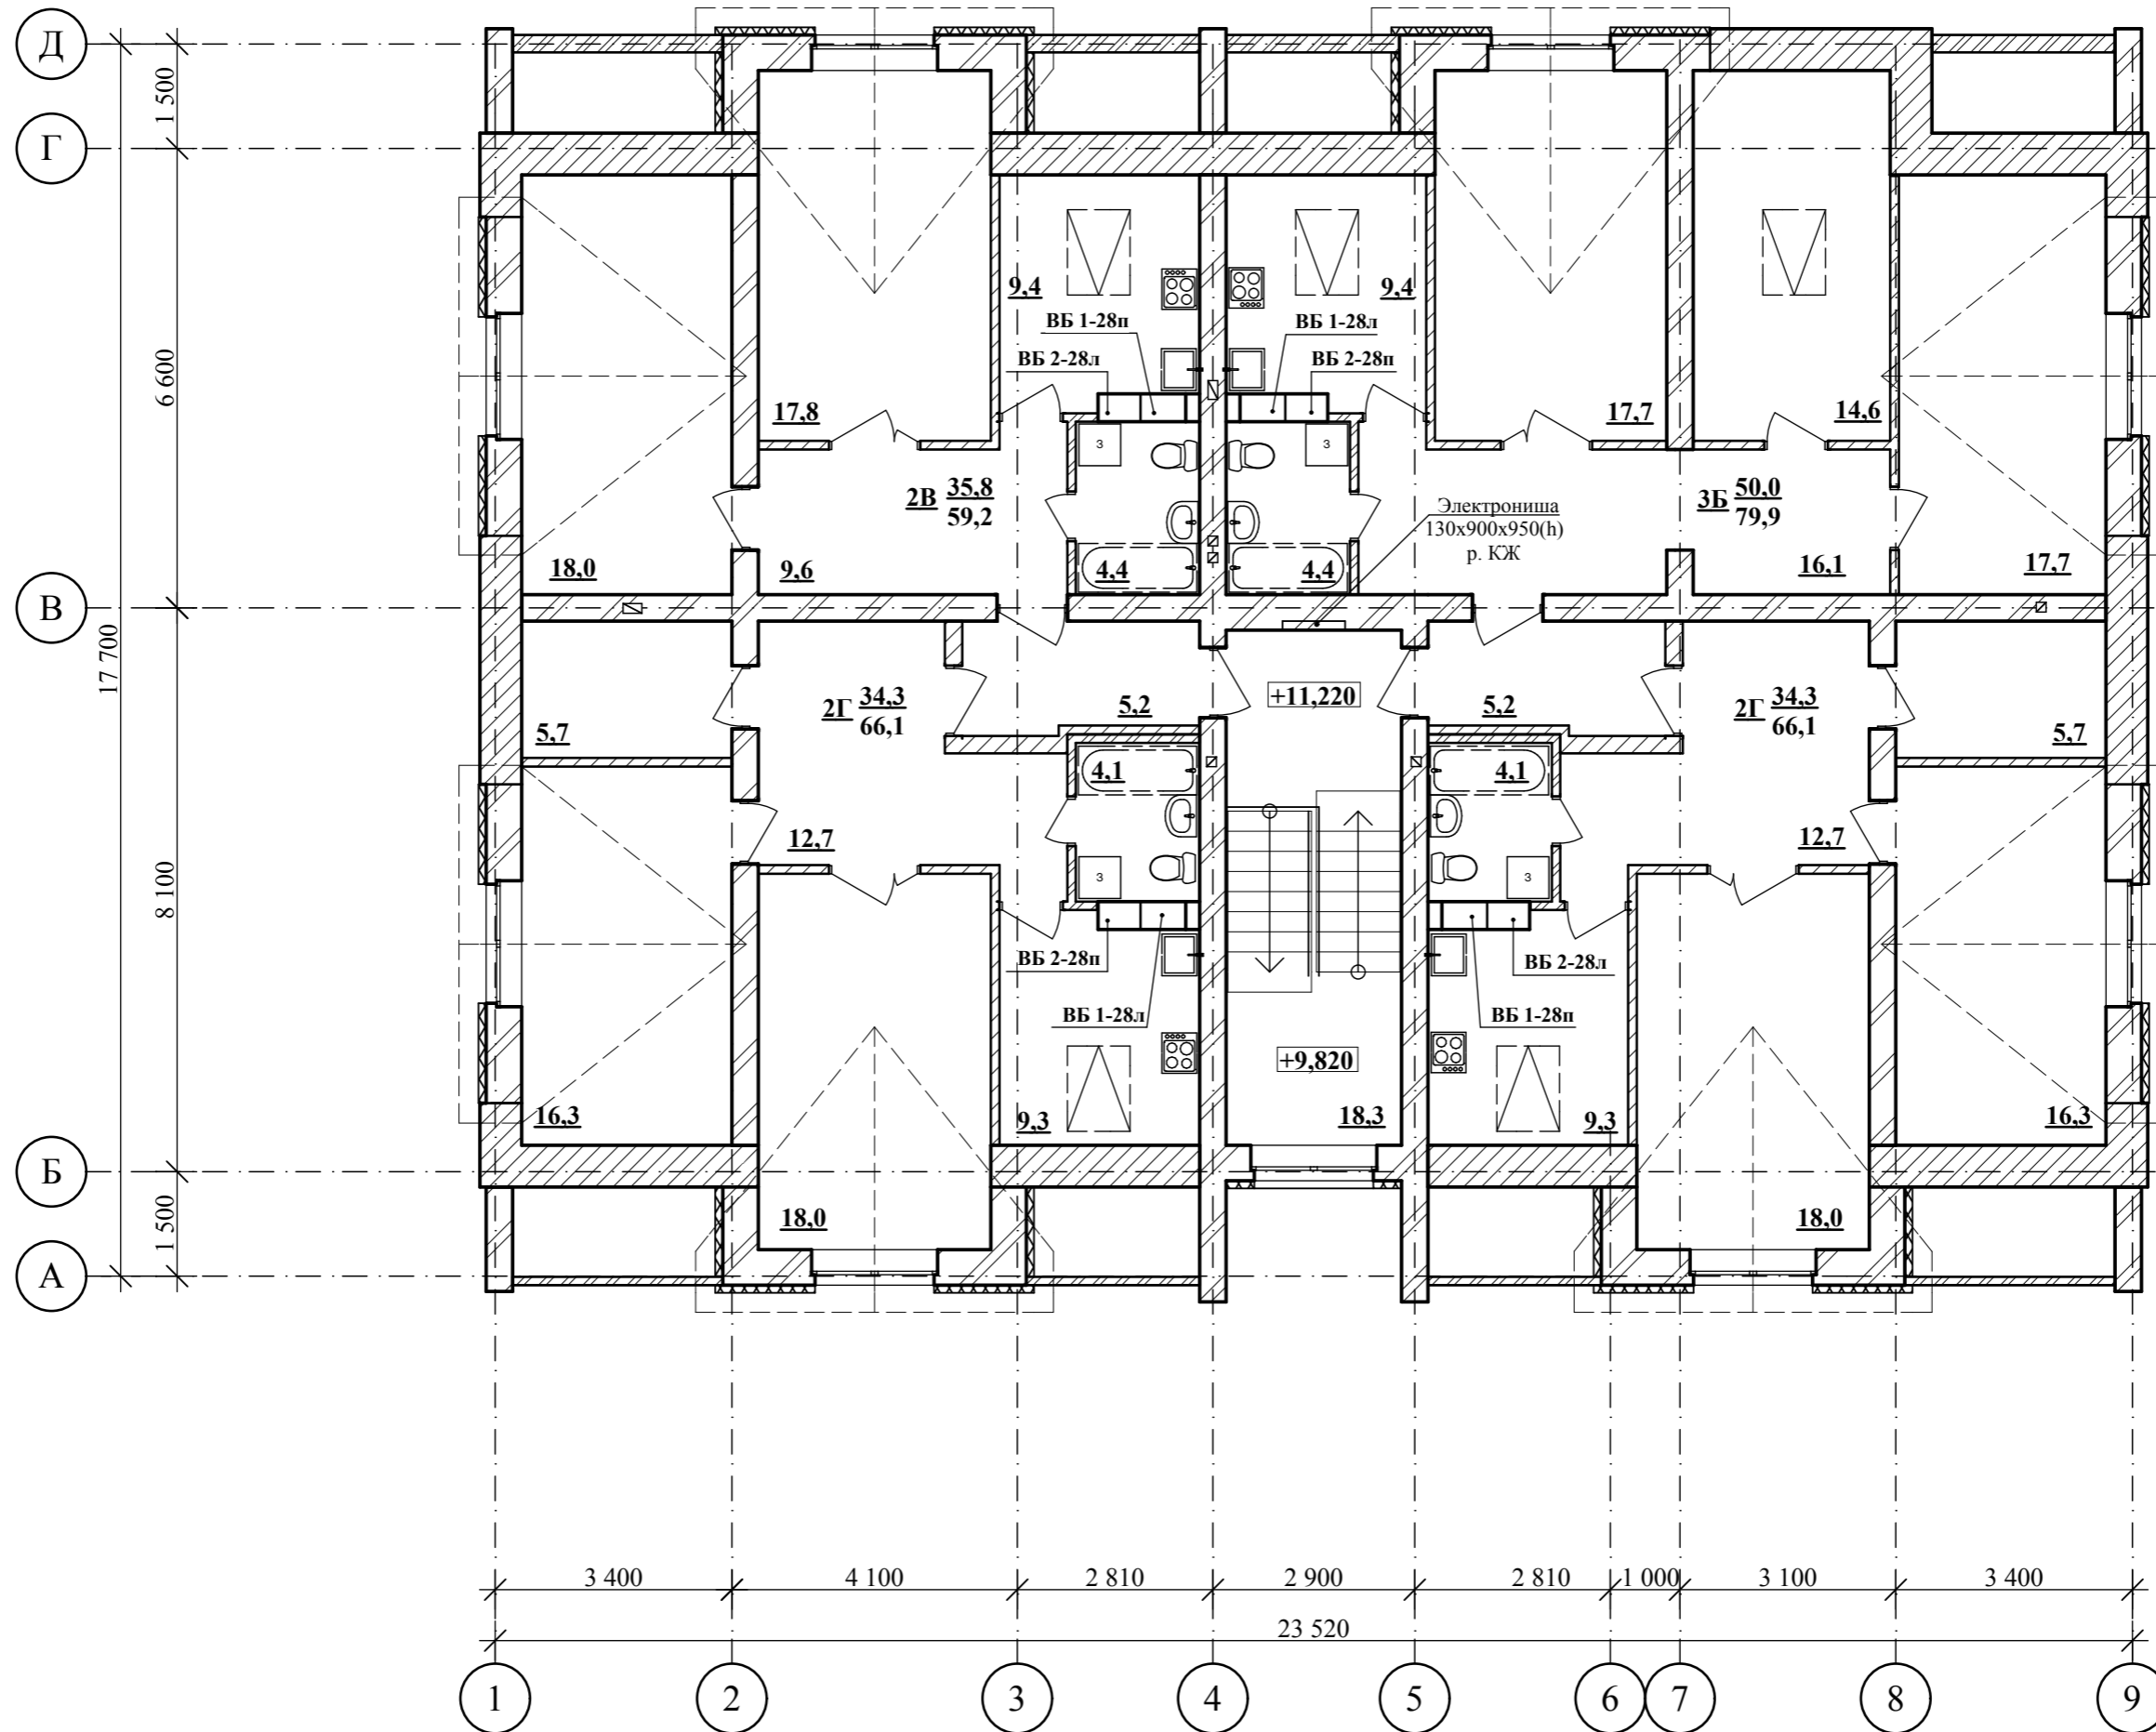 Д
1 500
Г
9,4
9,4
ВБ 1-28п
ВБ 1-28л
ВБ 2-28л
ВБ 2-28п
6 600
17,8
17,7
14,6
2В 35,8
59,2
3Б 50,0
79,9
Электрониша
130х900х950(h)
р. КЖ
З
З
18,0
9,6
4,4
4,4
16,1
17,7
В
17 700
2Г 34,3
66,1
5,2
+11,220
5,2
2Г 34,3
66,1
5,7
5,7
4,1
4,1
12,7
12,7
8 100
З
З
ВБ 2-28п
ВБ 2-28л
ВБ 1-28л
ВБ 1-28п
+9,820
16,3
9,3
18,3
9,3
16,3
Б
1 500
18,0
18,0
А
3 400
4 100
2 810
2 900
2 810
1 000
3 100
3 400
23 520
1
2
3
4
5
6
7
8
9